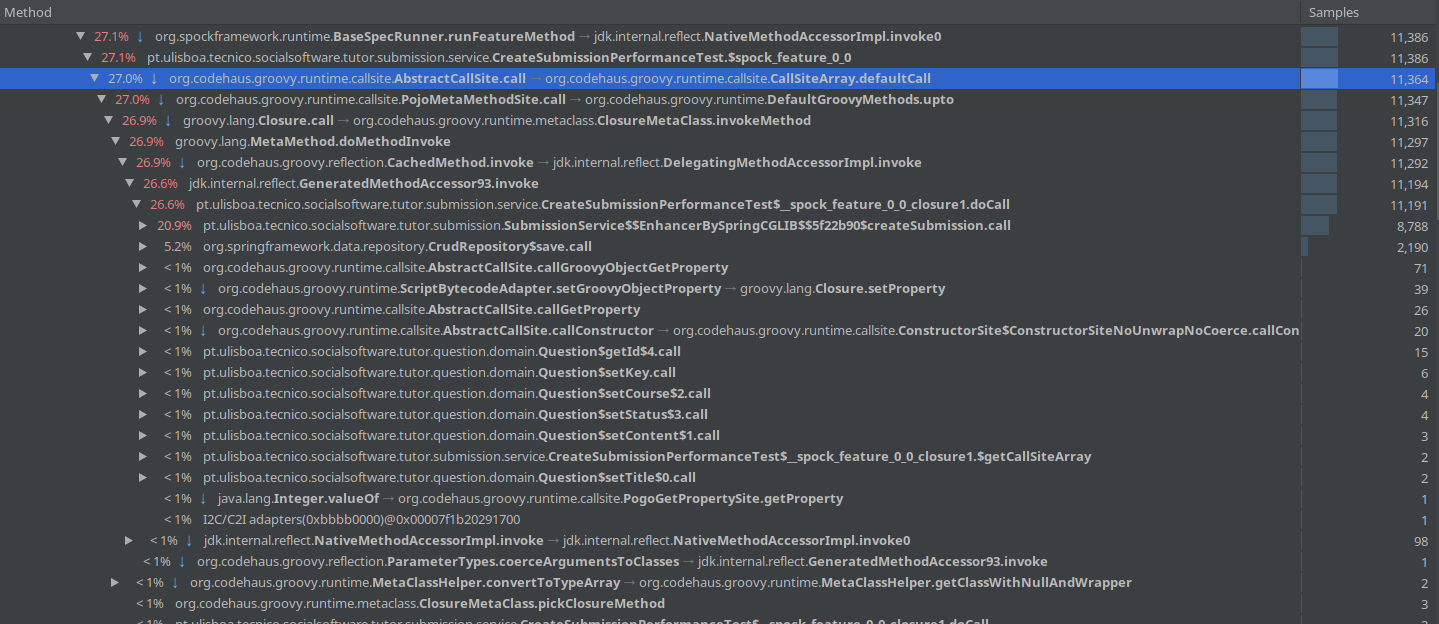 Method Samples
27.1% ↓ org.spockframework.runtime.BaseSpecRunner.runFeatureMethod → jdk.internal.reflect.NativeMethodAccessorImpl.invoke0 11,386
27.1% pt.ulisboa.tecnico.socialsoftware.tutor.submission.service.CreateSubmissionPerformanceTest.$spock_feature_0_0 11,386
27.0% ↓ org.codehaus.groovy.runtime.callsite.AbstractCallSite.call → org.codehaus.groovy.runtime.callsite.CallSiteArray.defaultCall 11,364
27.0% ↓ org.codehaus.groovy.runtime.callsite.PojoMetaMethodSite.call → org.codehaus.groovy.runtime.DefaultGroovyMethods.upto 11,347
26.9% ↓ groovy.lang.Closure.call → org.codehaus.groovy.runtime.metaclass.ClosureMetaClass.invokeMethod 11,316
26.9% groovy.lang.MetaMethod.doMethodInvoke 11,297
26.9% ↓ org.codehaus.groovy.reflection.CachedMethod.invoke → jdk.internal.reflect.DelegatingMethodAccessorImpl.invoke 11,292
26.6% jdk.internal.reflect.GeneratedMethodAccessor93.invoke 11,194
26.6% pt.ulisboa.tecnico.socialsoftware.tutor.submission.service.CreateSubmissionPerformanceTest$__spock_feature_0_0_closure1.doCall 11,191
20.9% pt.ulisboa.tecnico.socialsoftware.tutor.submission.SubmissionService$$EnhancerBySpringCGLIB$$5f22b90$createSubmission.call 8,788
5.2% org.springframework.data.repository.CrudRepository$save.call 2,190
< 1% org.codehaus.groovy.runtime.callsite.AbstractCallSite.callGroovyObjectGetProperty 71
< 1% ↓ org.codehaus.groovy.runtime.ScriptBytecodeAdapter.setGroovyObjectProperty → groovy.lang.Closure.setProperty 39
< 1% org.codehaus.groovy.runtime.callsite.AbstractCallSite.callGetProperty 26
< 1% ↓ org.codehaus.groovy.runtime.callsite.AbstractCallSite.callConstructor → org.codehaus.groovy.runtime.callsite.ConstructorSite$ConstructorSiteNoUnwrapNoCoerce.callCon 20
< 1% pt.ulisboa.tecnico.socialsoftware.tutor.question.domain.Question$getId$4.call 15
< 1% pt.ulisboa.tecnico.socialsoftware.tutor.question.domain.Question$setKey.call 6
< 1% pt.ulisboa.tecnico.socialsoftware.tutor.question.domain.Question$setCourse$2.call 4
< 1% pt.ulisboa.tecnico.socialsoftware.tutor.question.domain.Question$setStatus$3.call 4
< 1% pt.ulisboa.tecnico.socialsoftware.tutor.question.domain.Question$setContent$1.call 3
< 1% pt.ulisboa.tecnico.socialsoftware.tutor.submission.service.CreateSubmissionPerformanceTest$__spock_feature_0_0_closure1.$getCallSiteArray 2
< 1% pt.ulisboa.tecnico.socialsoftware.tutor.question.domain.Question$setTitle$0.call 2
< 1% ↓ java.lang.Integer.valueOf → org.codehaus.groovy.runtime.callsite.PogoGetPropertySite.getProperty 1
< 1% I2C/C2I adapters(0xbbbb0000)@0x00007f1b20291700 1
< 1% ↓ jdk.internal.reflect.NativeMethodAccessorImpl.invoke → jdk.internal.reflect.NativeMethodAccessorImpl.invoke0 98
< 1% ↓ org.codehaus.groovy.reflection.ParameterTypes.coerceArgumentsToClasses → jdk.internal.reflect.GeneratedMethodAccessor93.invoke 1
< 1% ↓ org.codehaus.groovy.runtime.MetaClassHelper.convertToTypeArray → org.codehaus.groovy.runtime.MetaClassHelper.getClassWithNullAndWrapper 2
< 1% org.codehaus.groovy.runtime.metaclass.ClosureMetaClass.pickClosureMethod 3
< 1% pt.ulisboa.tecnico.socialsoftware.tutor.submission.service.CreateSubmissionPerformanceTest$__spock_feature_0_0_closure1.doCall